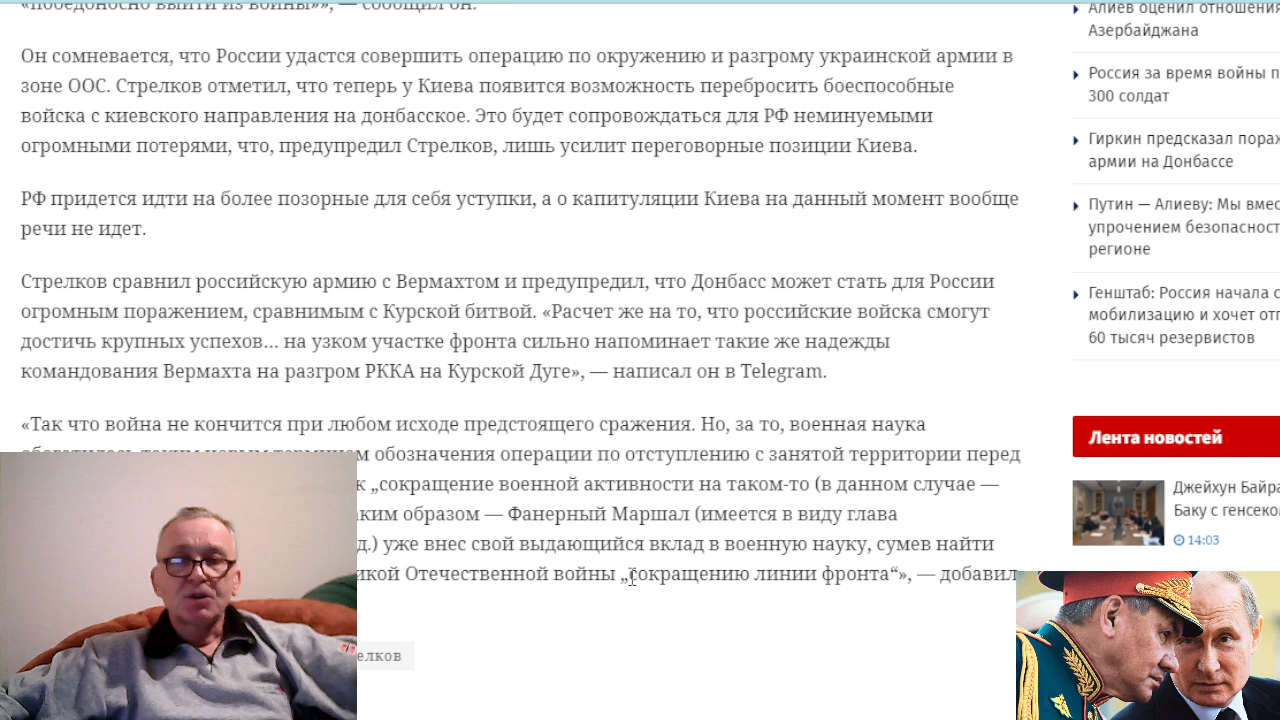 «победоносно выйти из войны»», — сообщил он.
Он сомневается, что России удастся совершить операцию по окружению и разгрому украинской армии в
зоне ООС. Стрелков отметил, что теперь у Киева появится возможность перебросить боеспособные
войска с киевского направления на донбасское. Это будет сопровождаться для РФ неминуемыми
огромными потерями, что, предупредил Стрелков, лишь усилит переговорные позиции Киева.
РФ придется идти на более позорные для себя уступки, а о капитуляции Киева на данный момент вообще
речи не идет.
Стрелков сравнил российскую армию с Вермахтом и предупредил, что Донбасс может стать для России
огромным поражением, сравнимым с Курской битвой. «Расчет же на то, что российские войска смогут
достичь крупных успехов... на узком участке фронта сильно напоминает такие же надежды
командования Вермахта на разгром РККА на Курской Дуге», — написал он в Telegram.
«Так что война не кончится при любом исходе предстоящего сражения. Но, за то, военная наука
обозначения операции по отступлению с занятой территории перед
к „сокращение военной активности на таком-то (в данном случае —
аким образом — Фанерный Маршал (имеется в виду глава
д.) уже внес свой выдающийся вклад в военную науку, сумев найти
икой Отечественной войны „сокращению линии фронта“», — добавил
елков
Алиев оценил отношения
Азербайджана
Россия за время войны п
300 солдат
Гиркин предсказал пораж
армии на Донбассе
Путин — Алиеву: Мы вмес
упрочением безопасност
регионе
Генштаб: Россия начала с
мобилизацию и хочет отп
60 тысяч резервистов
Лента новостей
Джейхун Байра
Баку с генсеко
14:03